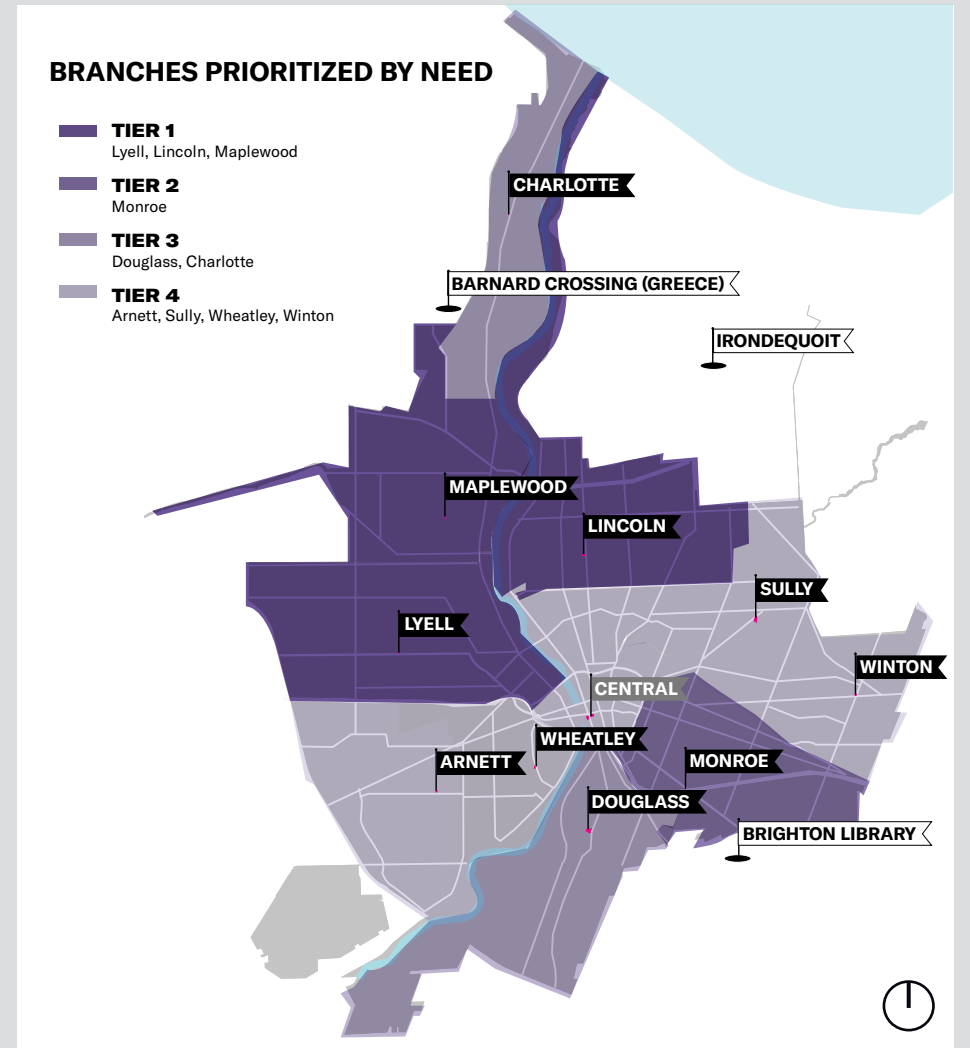 BRANCHES PRIORITIZED BY NEED
TIER 1
Lyell, Lincoln, Maplewood
TIER 2
Monroe
TIER 3
Douglass, Charlotte
TIER 4
Arnett, Sully, Wheatley, Winton
CHARLOTTE
BARNARD CROSSING (GREECE)
IRONDEQUOIT
MAPLEWOOD
LINCOLN
SULLY
LYELL
WINTON
CENTRAL
WHEATLEY
ARNETT
MONROE
DOUGLASS
BRIGHTON LIBRARY